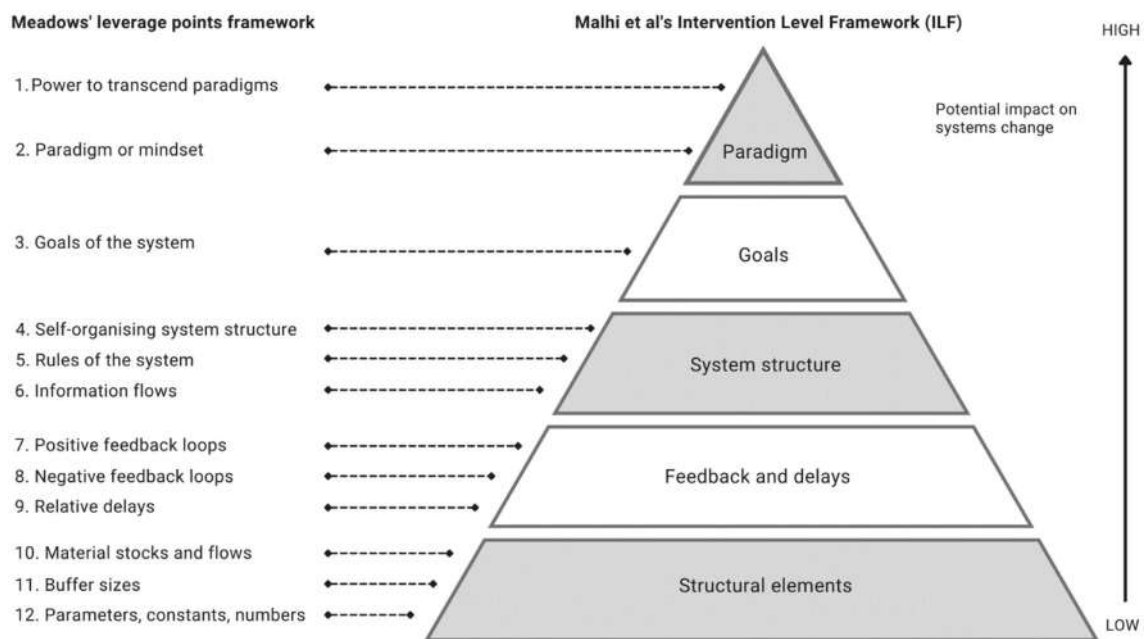 Meadows' leverage points framework
Malhi et al's Intervention Level Framework (ILF)
HIGH
1. Power to transcend paradigms
Potential impact on
systems change
2. Paradigm or mindset
Paradigm
3. Goals of the system
Goals
4. Self-organising system structure
5. Rules of the system
System structure
6. Information flows
7. Positive feedback loops
8. Negative feedback loops
Feedback and delays
9. Relative delays
10. Material stocks and flows
11. Buffer sizes
Structural elements
12. Parameters, constants, numbers
LOW